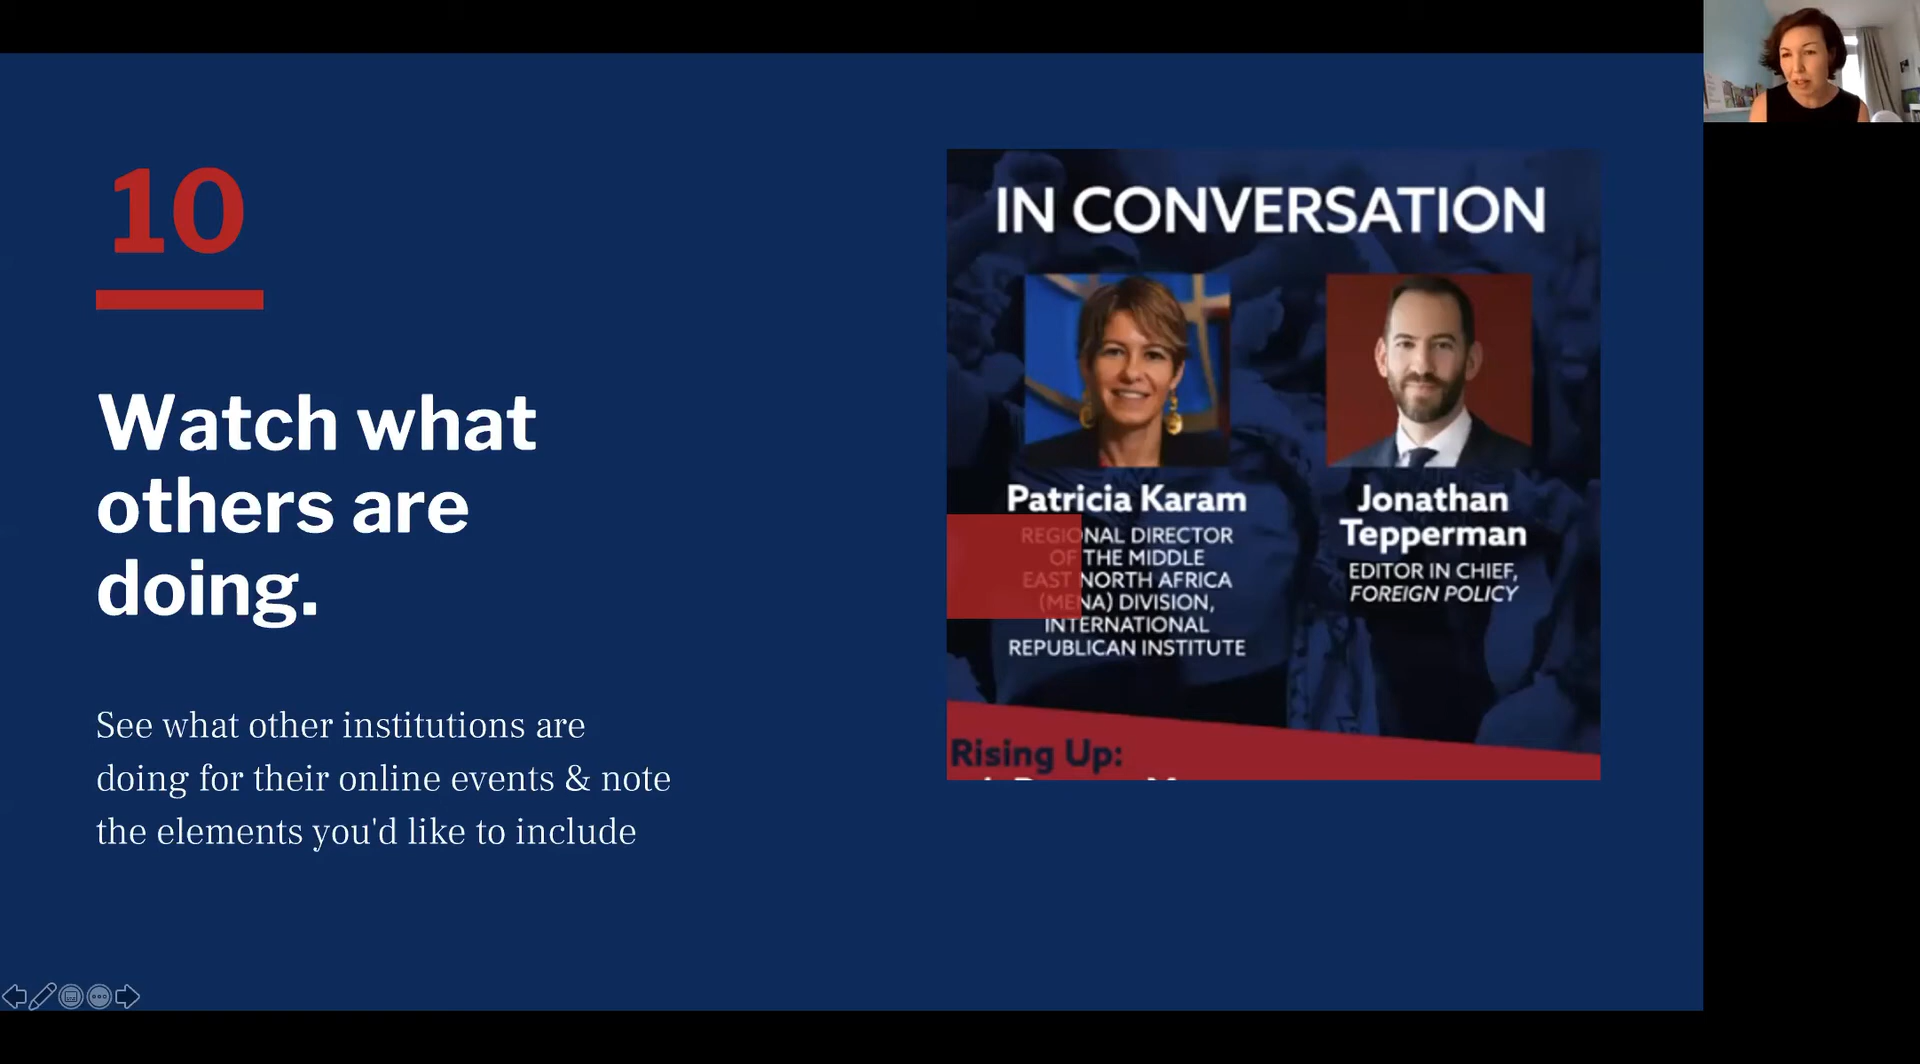 10
Watch what
others are
doing.
See what other institutions are
doing for their online events & note
the elements you'd like to include
IN CONVERSATION
Patricia Karam
REGIONAL DIRECTOR
OF THE MIDDLE
EAST NORTH AFRICA
(MENA) DIVISION,
INTERNATIONAL
REPUBLICAN INSTITUTE
Jonathan
Tepperman
EDITOR IN CHIEF,
FOREIGN POLICY
Rising Up: